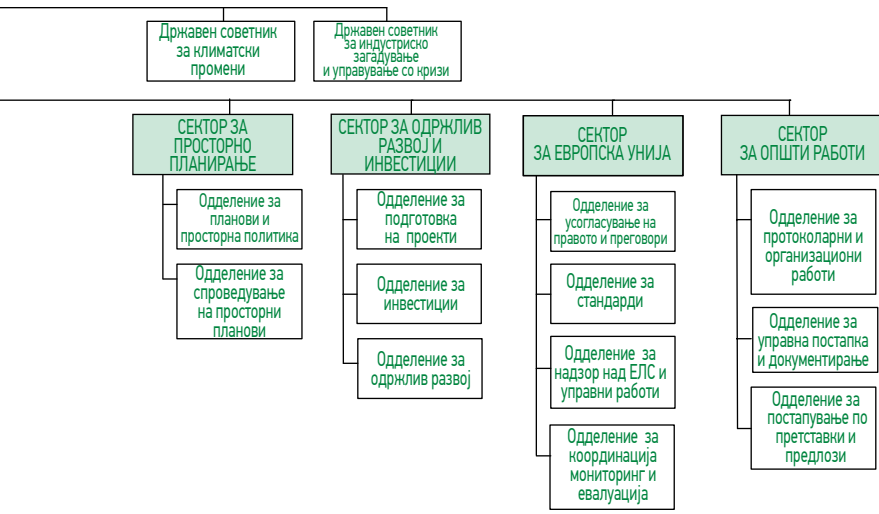 Државен советник
за климатски
промени
Државен советник
за индустриско
загадување
и управување со кризи
СЕКТОР ЗА
ПРОСТОРНО
ПЛАНИРАЊЕ
Одделение за
планови и
просторна политика
Одделение за
спроведување
на просторни
планови
СЕКТОР ЗА ОДРЖЛИВ
РАЗВОЈ И
ИНВЕСТИЦИИ
Одделение за
подготовка
на проекти
Одделение за
инвестиции
Одделение за
одржлив развој
СЕКТОР
ЗА ЕВРОПСКА УНИЈА
Одделение за
усогласување на
правото и преговори
Одделение за
стандарди
Одделение за
надзор над ЕЛС и
управни работи
Одделение за
координација
мониторинг и
евалуација
СЕКТОР
ЗА ОПШТИ РАБОТИ
Одделение за
протоколарни и
организациони
работи
Одделение за
управна постапка
и документирање
Одделение за
постапување по
претставки и
предлози